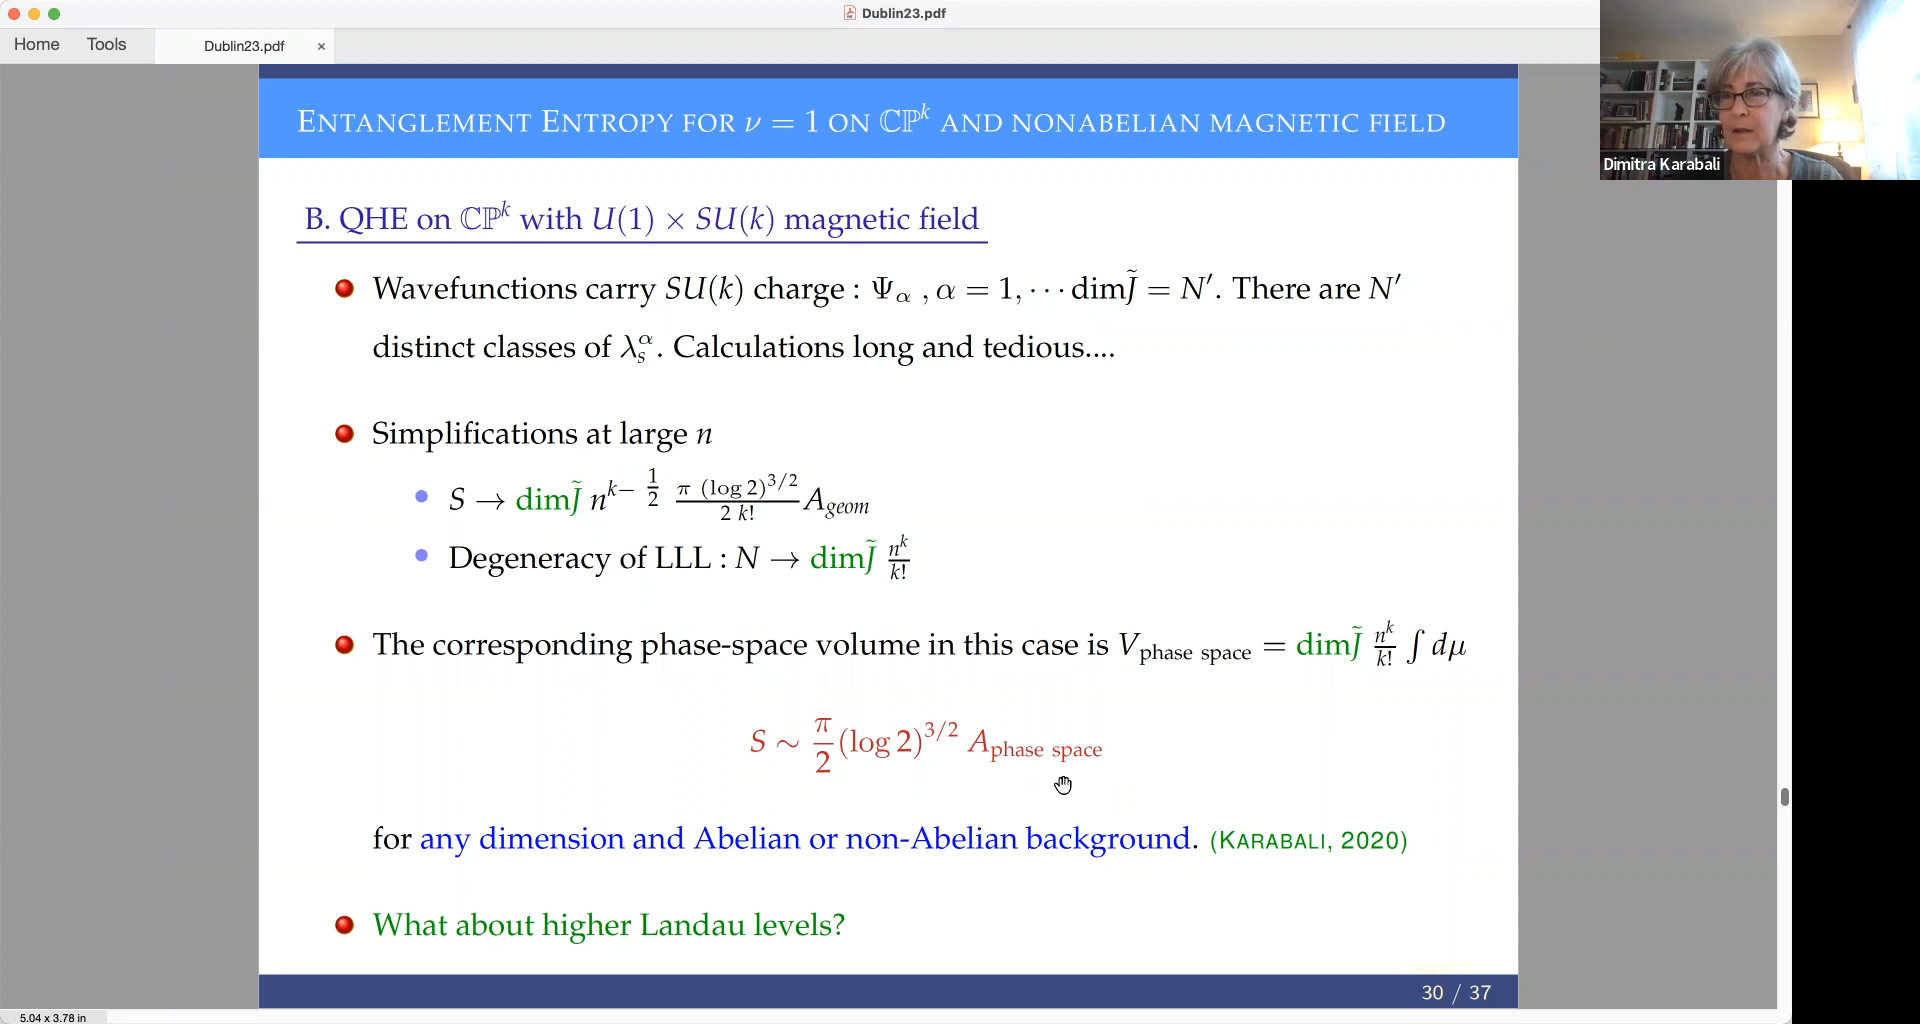 Dublin23.pdf
Home Tools Dublin23.pdf ×
ENTANGLEMENT ENTROPY FOR ν = 1 ON ℂℙ^k AND NONABELIAN MAGNETIC FIELD
Dimitra Karabali
B. QHE on ℂℙ^k with U(1) × SU(k) magnetic field
Wavefunctions carry SU(k) charge : Ψ_α , α = 1, ··· dimJ̃ = N′. There are N′
distinct classes of λ_s^α. Calculations long and tedious....
Simplifications at large n
S → dimJ̃ n^{k− 1/2} π (log 2)^{3/2} / 2 k! A_geom
Degeneracy of LLL : N → dimJ̃ n^k/k!
The corresponding phase-space volume in this case is V_phase space = dimJ̃ n^k/k! ∫ dμ
S ∼ π/2 (log 2)^{3/2} A_phase space
for any dimension and Abelian or non-Abelian background. (KARABALI, 2020)
What about higher Landau levels?
30 / 37
5.04 x 3.78 in